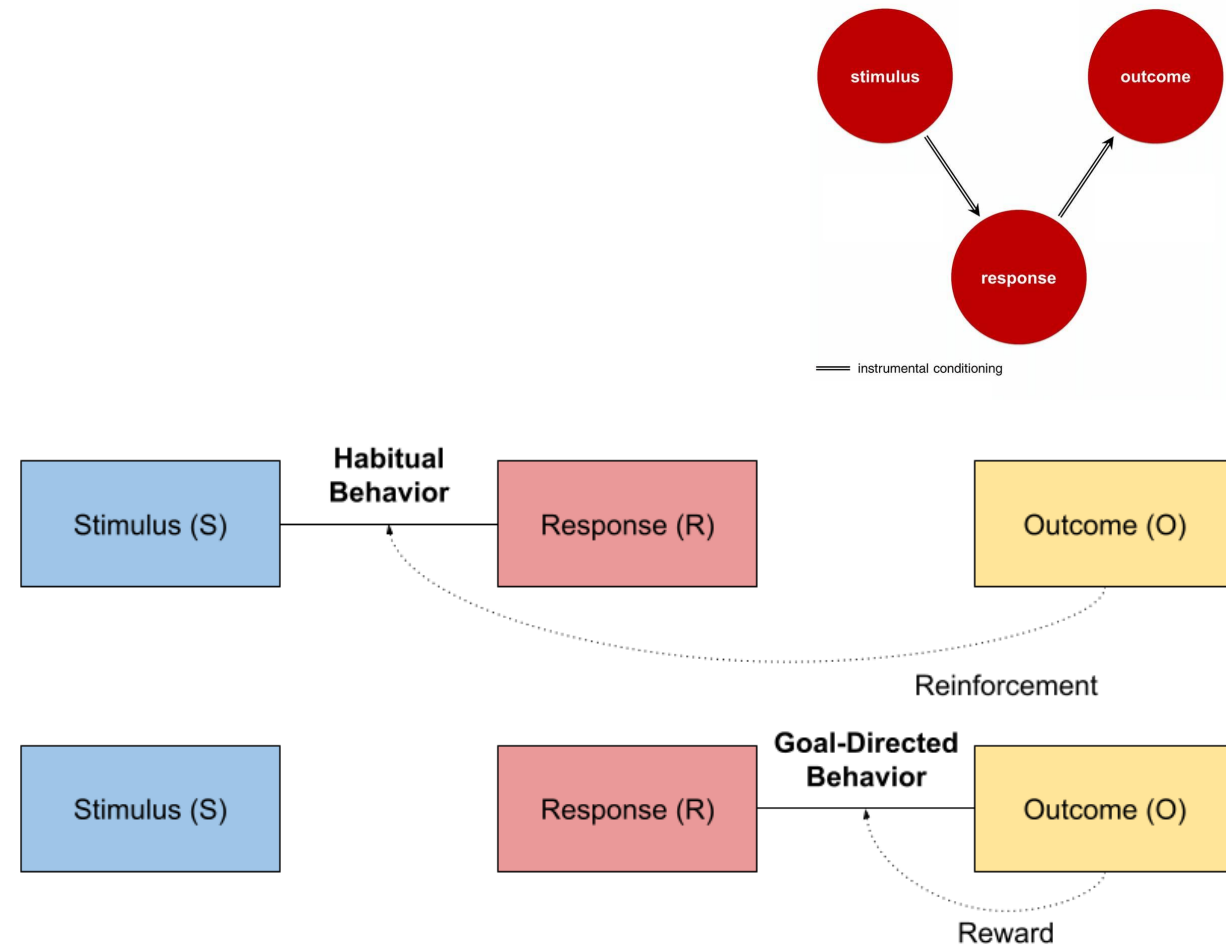 stimulus
outcome
response
instrumental conditioning
Habitual
Behavior
Stimulus (S)
Response (R)
Outcome (O)
Reinforcement
Goal-Directed
Behavior
Stimulus (S)
Response (R)
Outcome (O)
Reward